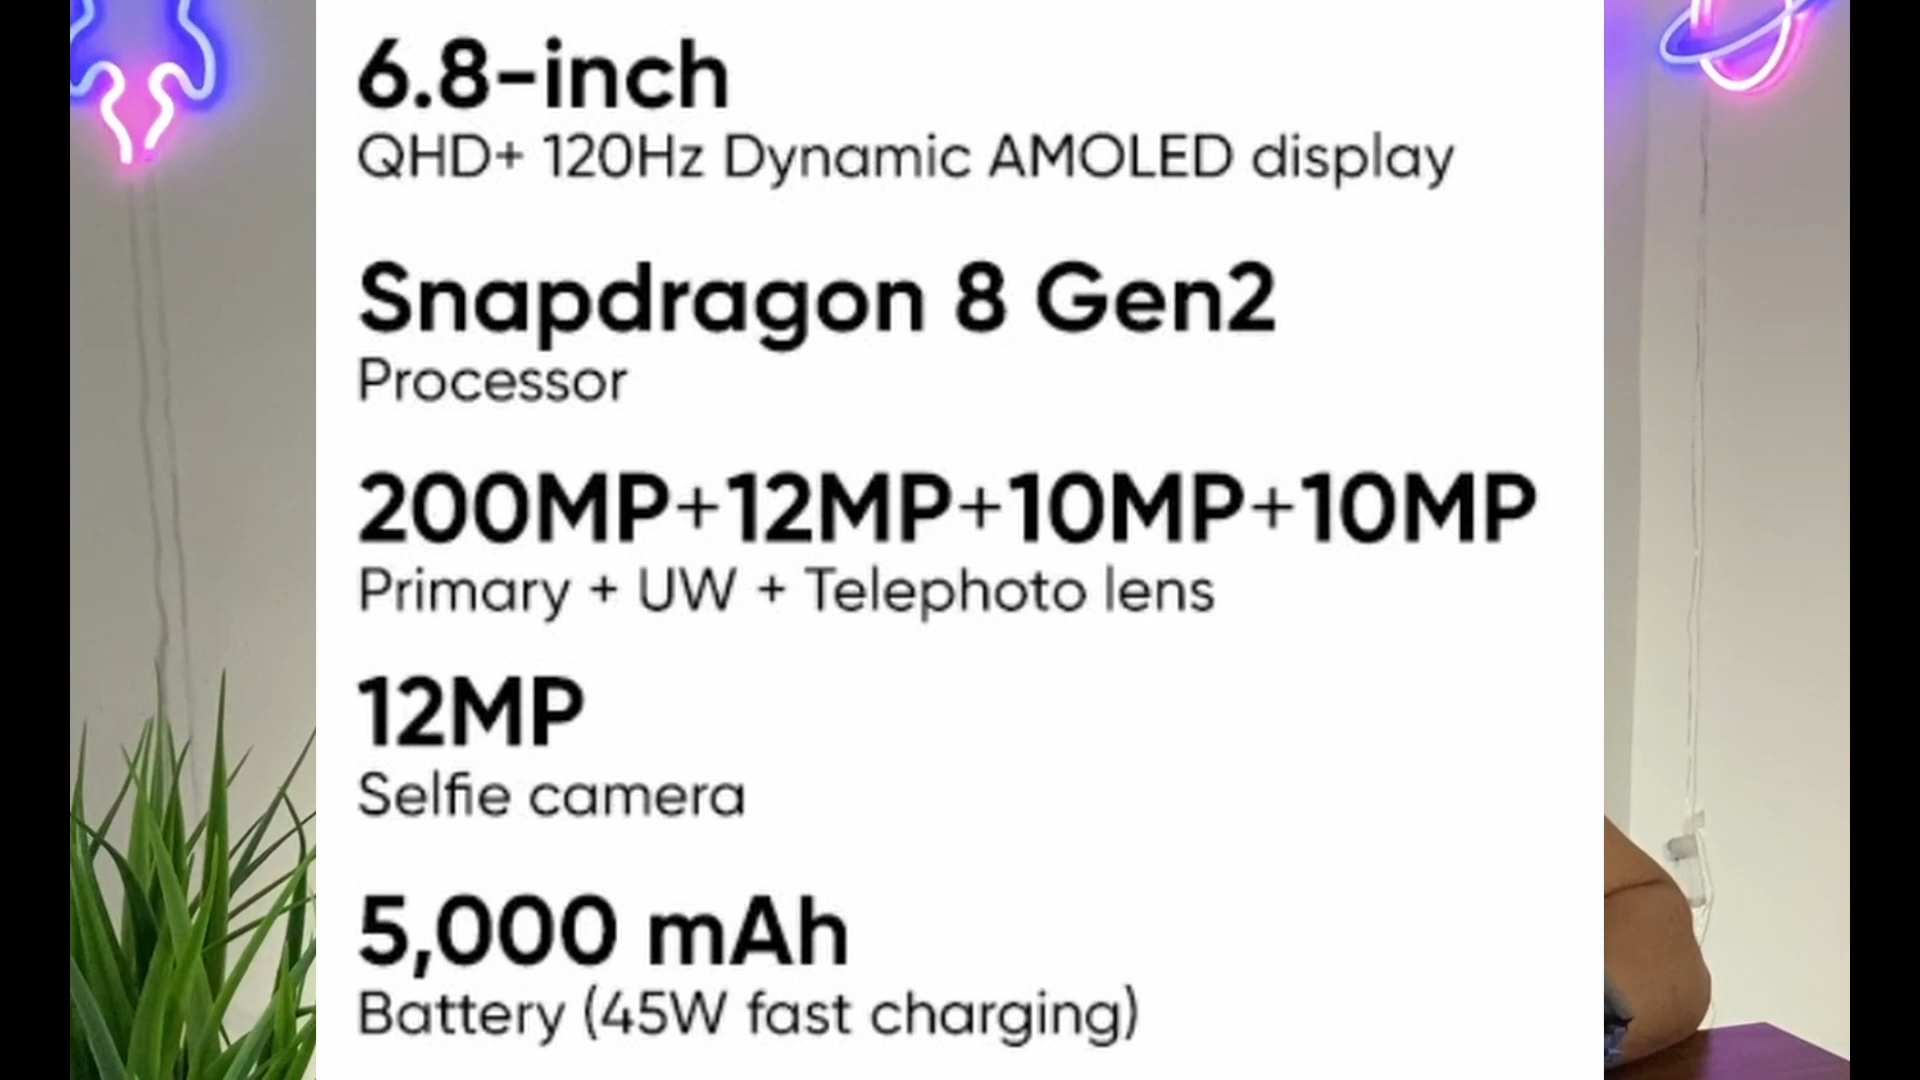 6.8-inch
QHD+ 120Hz Dynamic AMOLED display
Snapdragon 8 Gen2
Processor
200MP+12MP+10MP+10MP
Primary + UW + Telephoto lens
12MP
Selfie camera
5,000 mAh
Battery (45W fast charging)